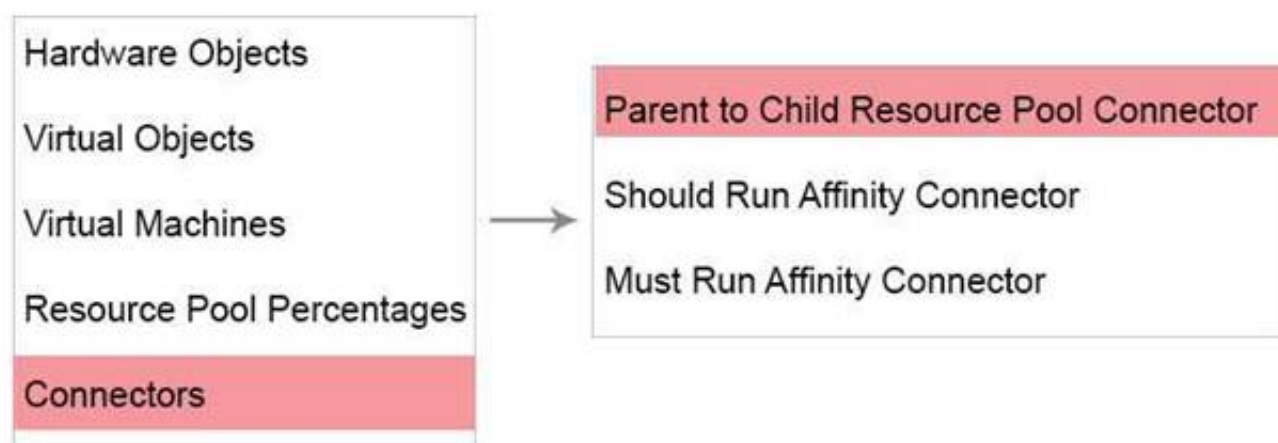 Hardware Objects
Virtual Objects
Virtual Machines
Resource Pool Percentages
Connectors
Parent to Child Resource Pool Connector
Should Run Affinity Connector
Must Run Affinity Connector